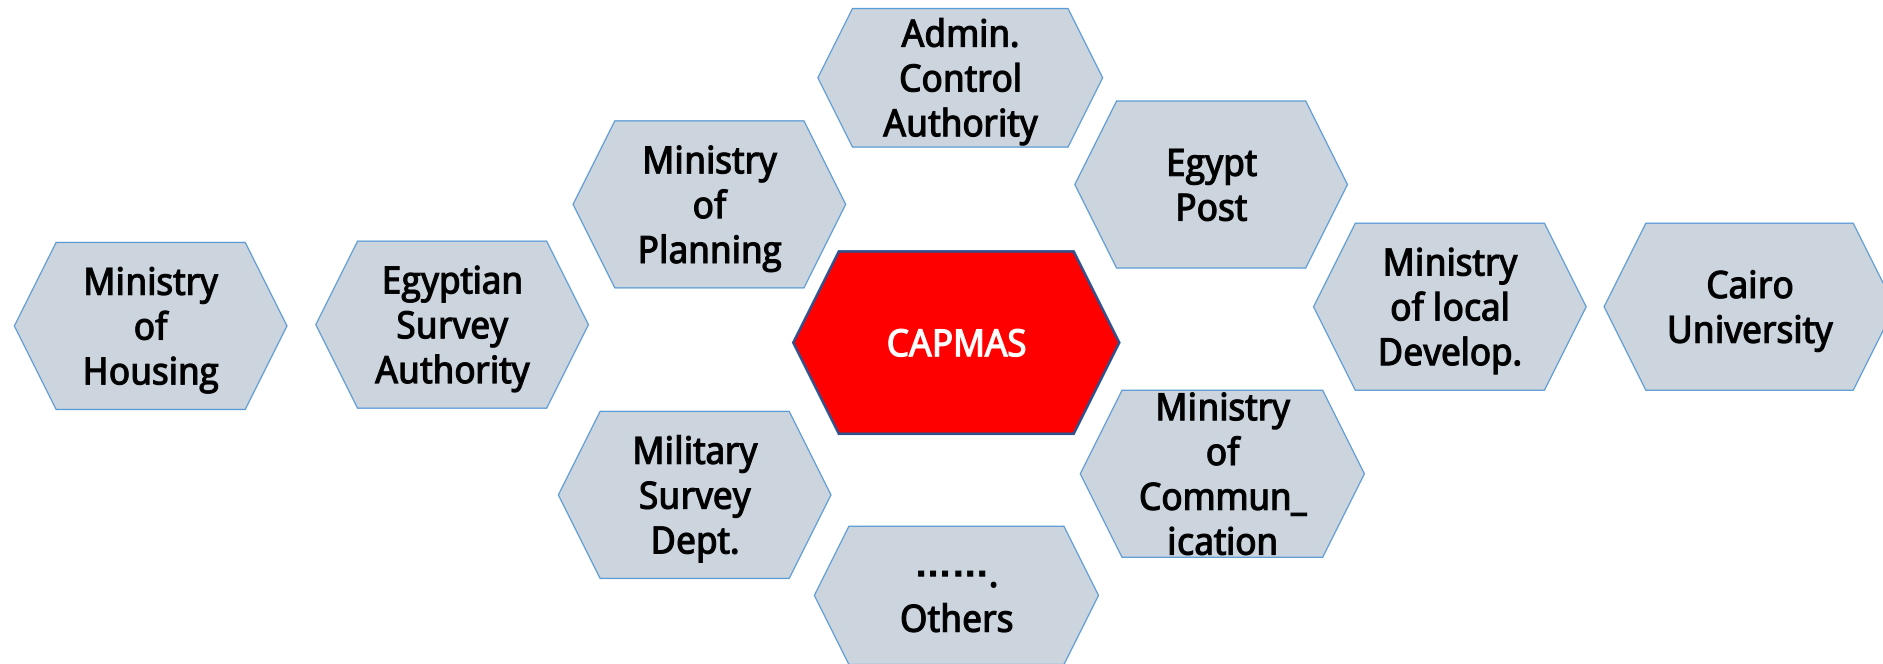 Admin.
Control
Authority
Ministry
of
Planning
Egypt
Post
Ministry
of
Housing
Egyptian
Survey
Authority
CAPMAS
Ministry
of local
Develop.
Cairo
University
Military
Survey
Dept.
Ministry
of
Commun_
ication
…….
Others